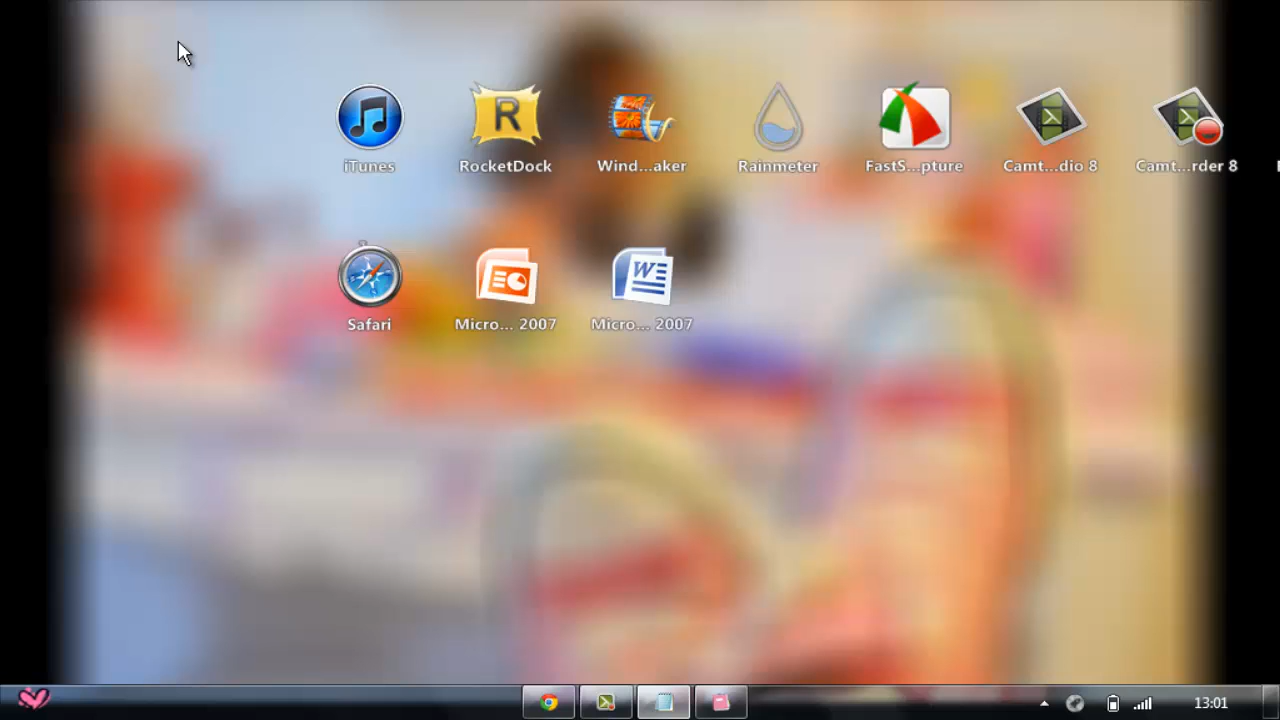 iTunes
RocketDock
Wind...aker
Rainmeter
FastS...pture
Camt...dio 8
Camt...rder 8
Safari
Micro... 2007
Micro... 2007
13:01